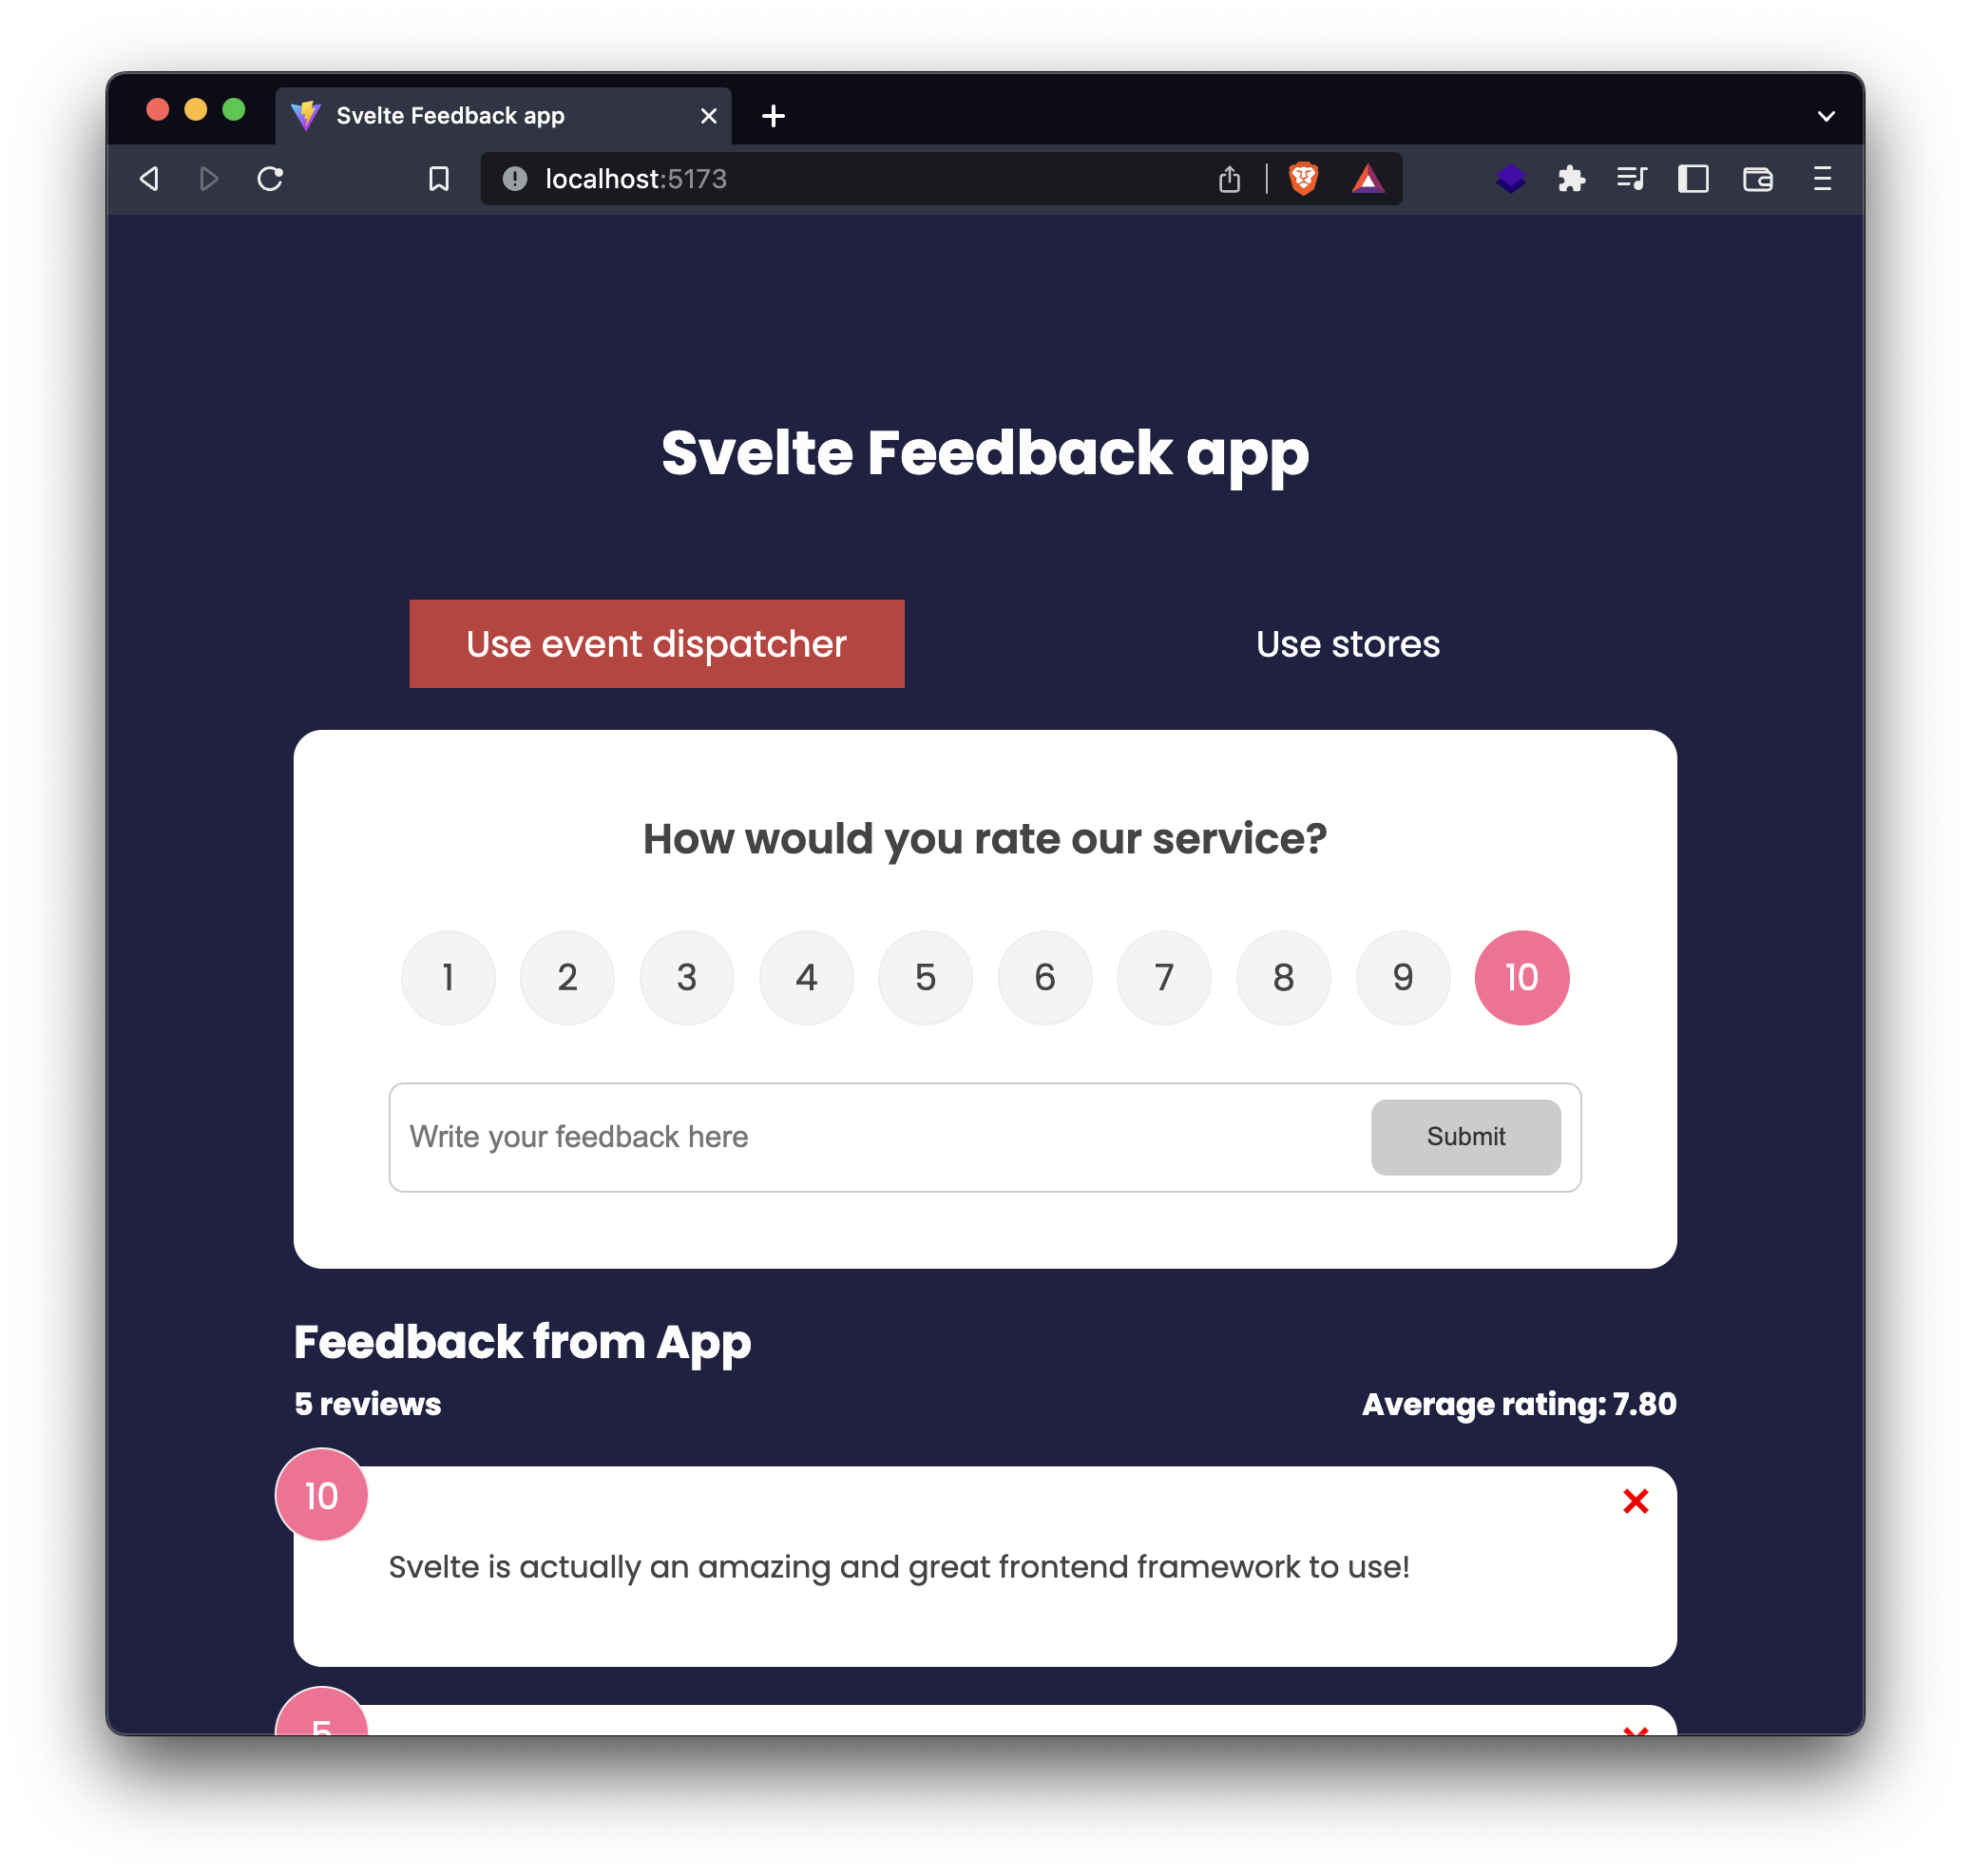 Svelte Feedback app
localhost:5173
Svelte Feedback app
Use event dispatcher Use stores
How would you rate our service?
1 2 3 4 5 6 7 8 9 10
Write your feedback here Submit
Feedback from App
5 reviews Average rating: 7.80
10
Svelte is actually an amazing and great frontend framework to use!
5